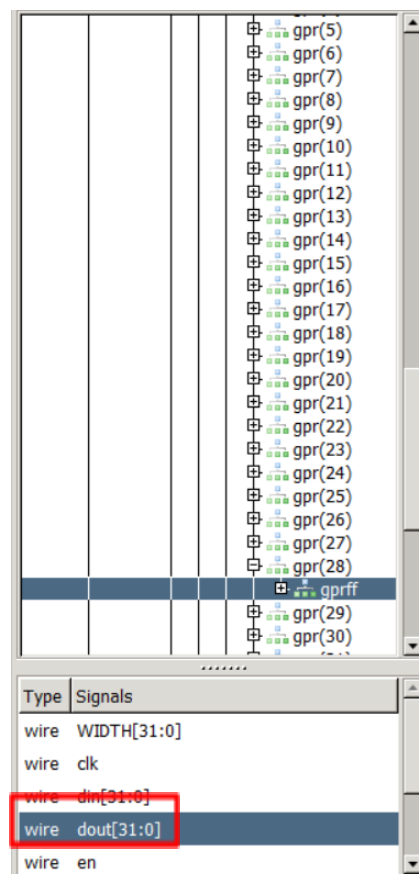 gpr(5)
gpr(6)
gpr(7)
gpr(8)
gpr(9)
gpr(10)
gpr(11)
gpr(12)
gpr(13)
gpr(14)
gpr(15)
gpr(16)
gpr(17)
gpr(18)
gpr(19)
gpr(20)
gpr(21)
gpr(22)
gpr(23)
gpr(24)
gpr(25)
gpr(26)
gpr(27)
gpr(28)
gprff
gpr(29)
gpr(30)
Type Signals
wire WIDTH[31:0]
wire clk
wire din[31:0]
wire dout[31:0]
wire en